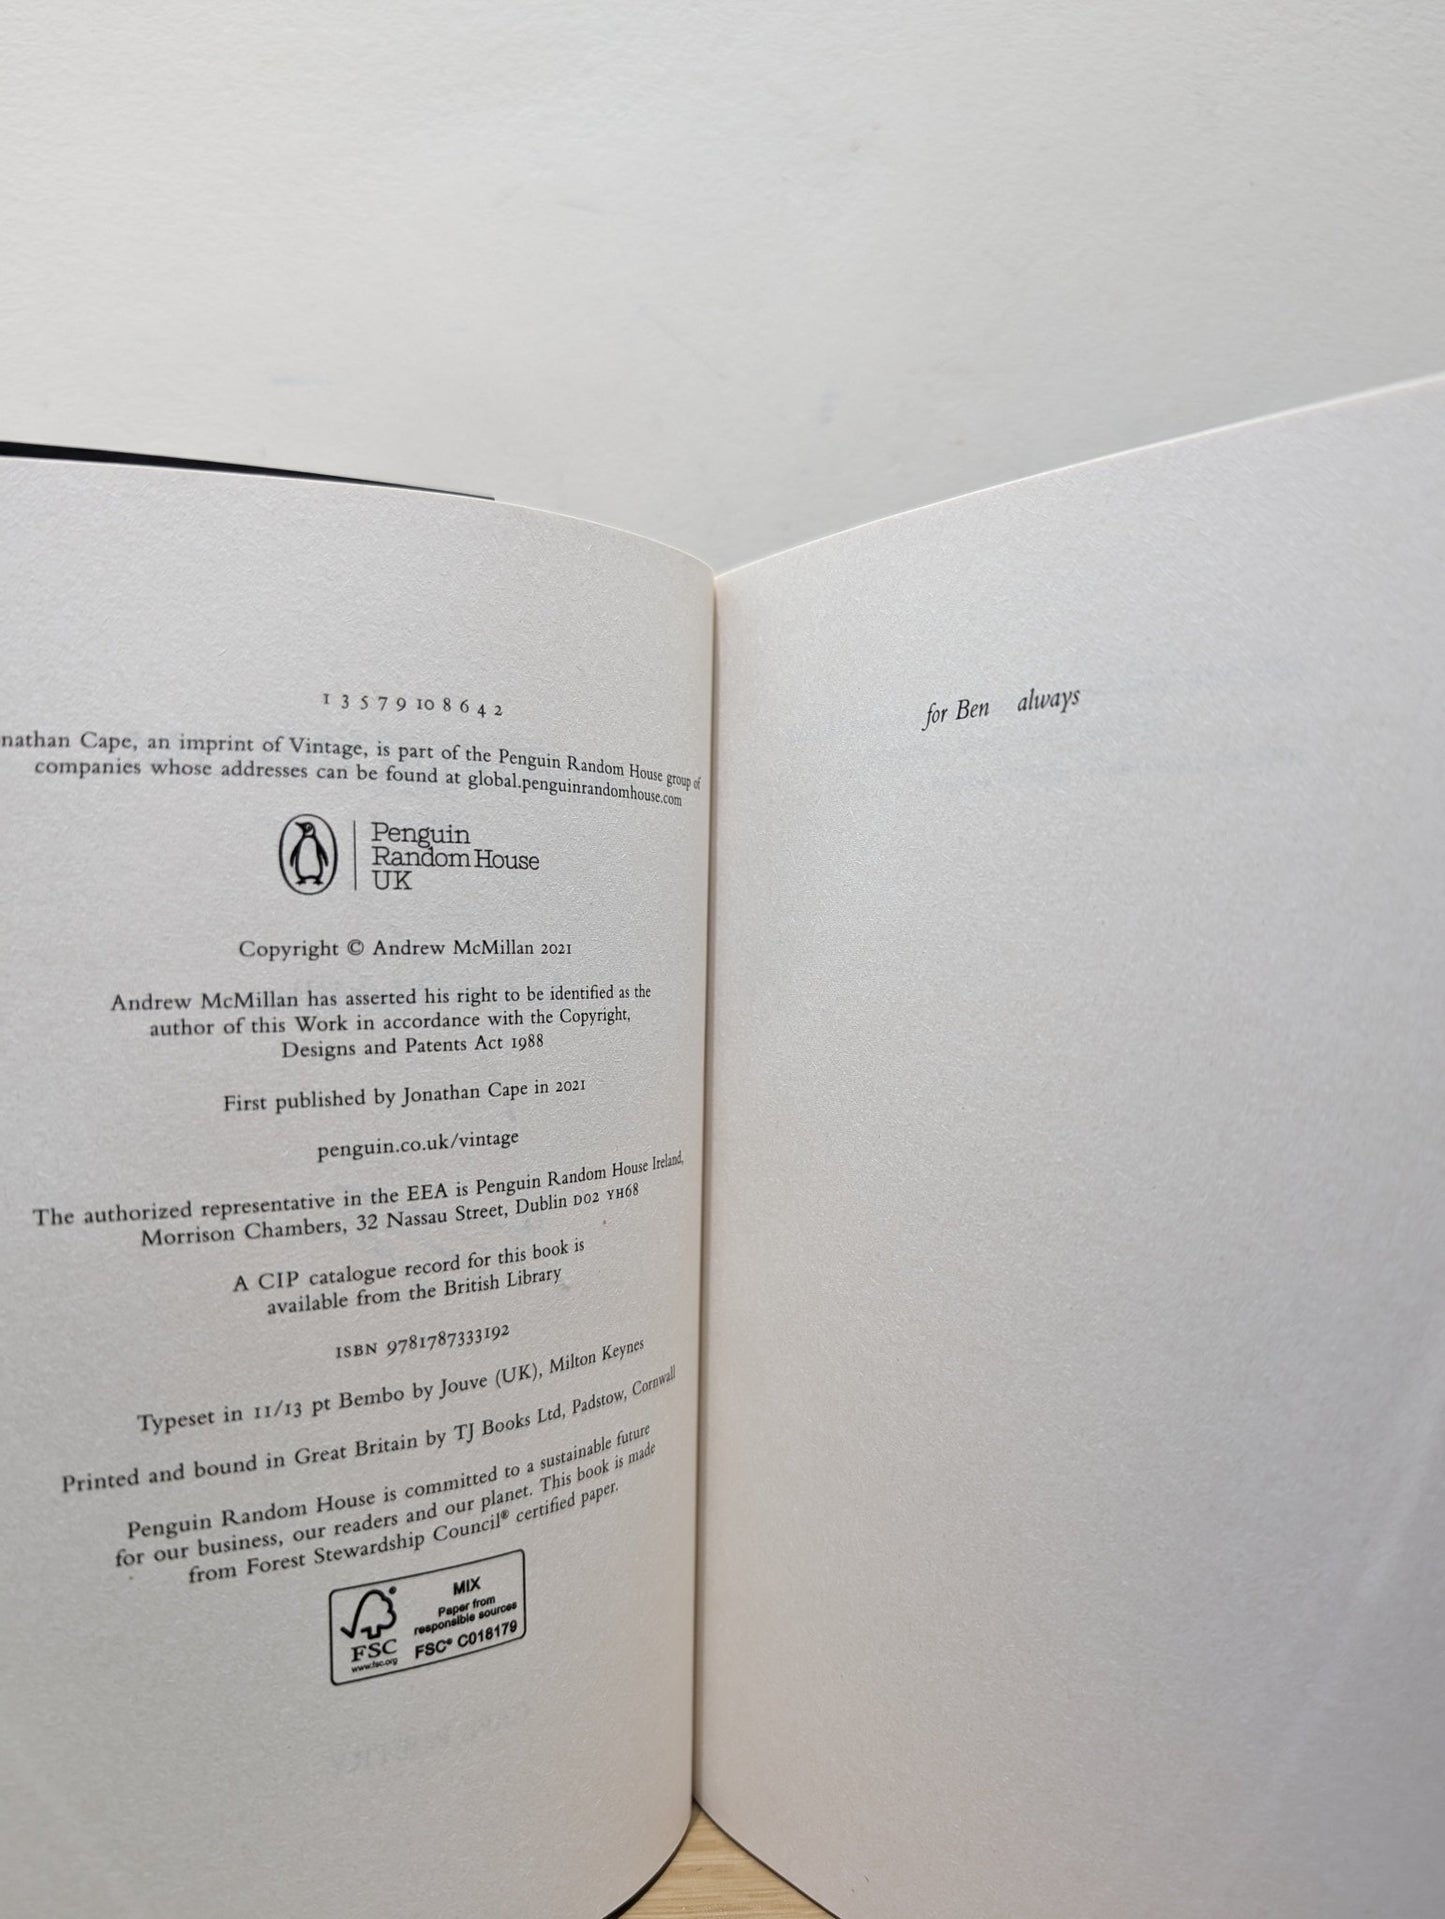 1 3 5 7 9 10 8 6 4 2
nathan Cape, an imprint of Vintage, is part of the Penguin Random House group of
companies whose addresses can be found at global.penguinrandomhouse.com
Penguin
Random House
UK
Copyright © Andrew McMillan 2021
Andrew McMillan has asserted his right to be identified as the
author of this Work in accordance with the Copyright,
Designs and Patents Act 1988
First published by Jonathan Cape in 2021
penguin.co.uk/vintage
The authorized representative in the EEA is Penguin Random House Ireland,
Morrison Chambers, 32 Nassau Street, Dublin D02 YH68
A CIP catalogue record for this book is
available from the British Library
ISBN 9781787333192
Typeset in 11/13 pt Bembo by Jouve (UK), Milton Keynes
Printed and bound in Great Britain by TJ Books Ltd, Padstow, Cornwall
Penguin Random House is committed to a sustainable future
for our business, our readers and our planet. This book is made
from Forest Stewardship Council® certified paper.
MIX
Paper from
responsible sources
FSC® C018179
FSC
www.fsc.org
for Ben always